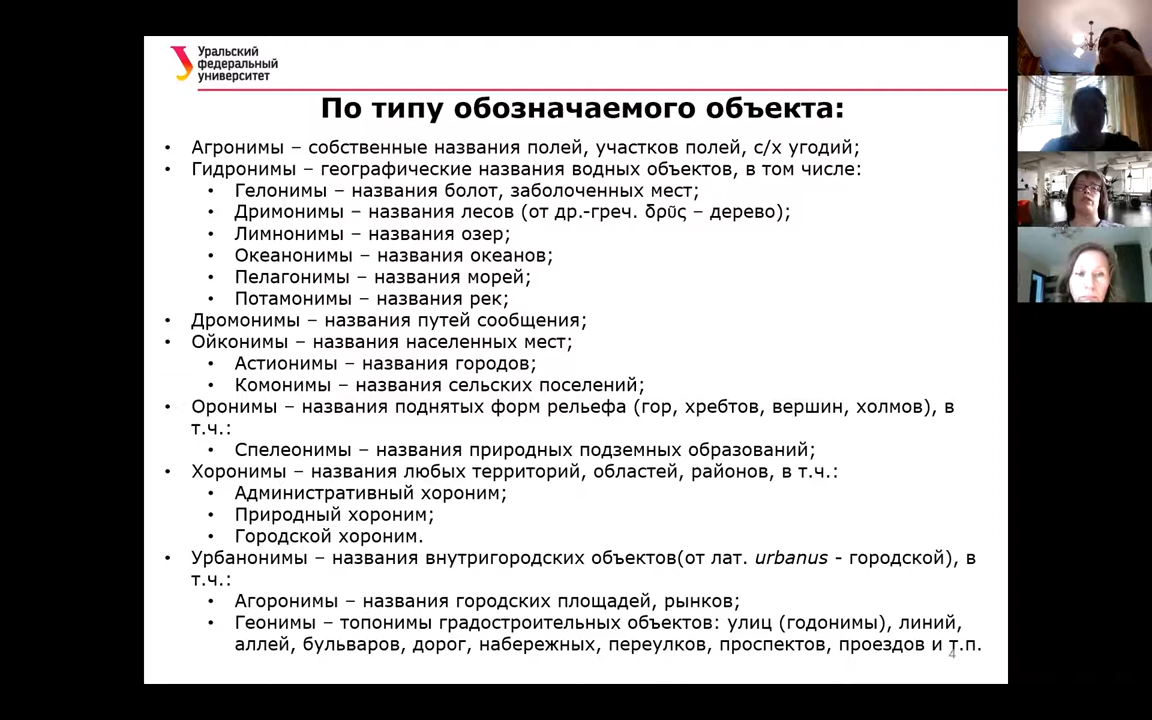 Уральский
федеральный
университет
По типу обозначаемого объекта:
• Агронимы – собственные названия полей, участков полей, с/х угодий;
• Гидронимы – географические названия водных объектов, в том числе:
• Гелонимы – названия болот, заболоченных мест;
• Дримонимы – названия лесов (от др.-греч. δρῦς – дерево);
• Лимнонимы – названия озер;
• Океанонимы – названия океанов;
• Пелагонимы – названия морей;
• Потамонимы – названия рек;
• Дромонимы – названия путей сообщения;
• Ойконимы – названия населенных мест;
• Астионимы – названия городов;
• Комонимы – названия сельских поселений;
• Оронимы – названия поднятых форм рельефа (гор, хребтов, вершин, холмов), в
т.ч.:
• Спелеонимы – названия природных подземных образований;
• Хоронимы – названия любых территорий, областей, районов, в т.ч.:
• Административный хороним;
• Природный хороним;
• Городской хороним.
• Урбанонимы – названия внутригородских объектов(от лат. urbanus - городской), в
т.ч.:
• Агоронимы – названия городских площадей, рынков;
• Геонимы – топонимы градостроительных объектов: улиц (годонимы), линий,
аллей, бульваров, дорог, набережных, переулков, проспектов, проездов и т.п.
4